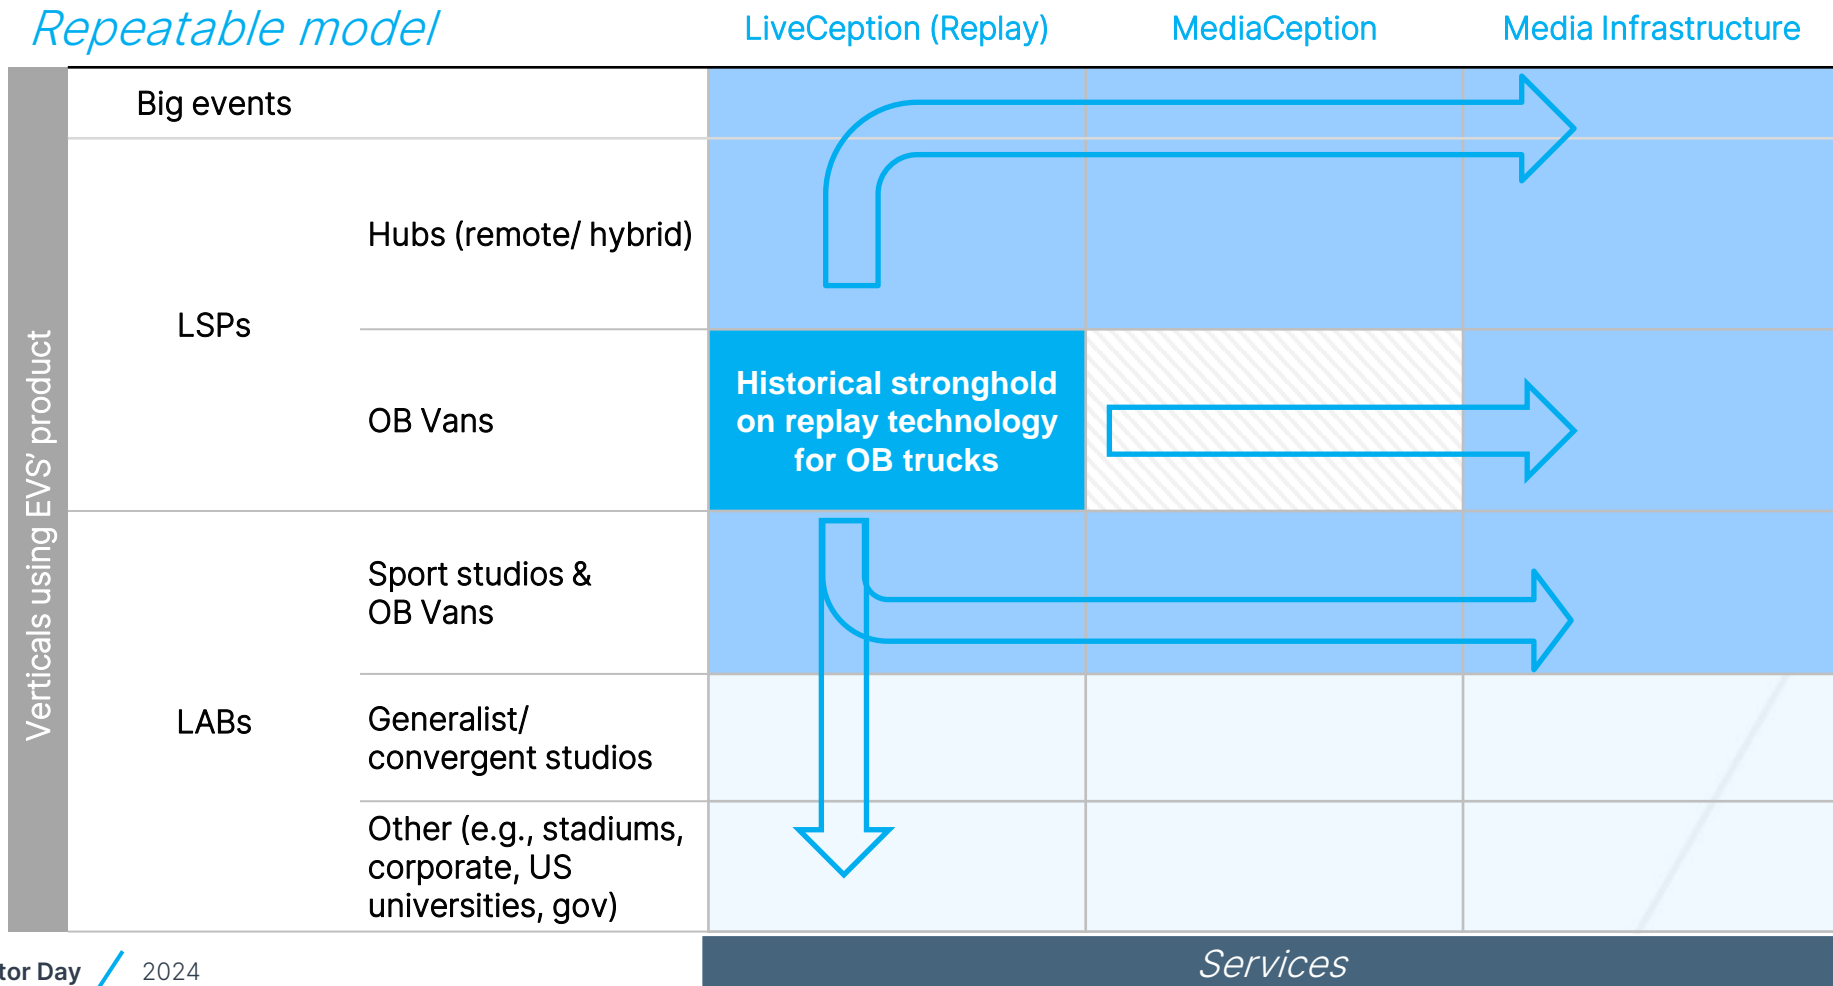 Repeatable model
LiveCeption (Replay)
MediaCeption
Media Infrastructure
Verticals using EVS' product
Big events
LSPs
Hubs (remote/ hybrid)
OB Vans
Historical stronghold
on replay technology
for OB trucks
LABs
Sport studios &
OB Vans
Generalist/
convergent studios
Other (e.g., stadiums,
corporate, US
universities, gov)
Services
tor Day / 2024